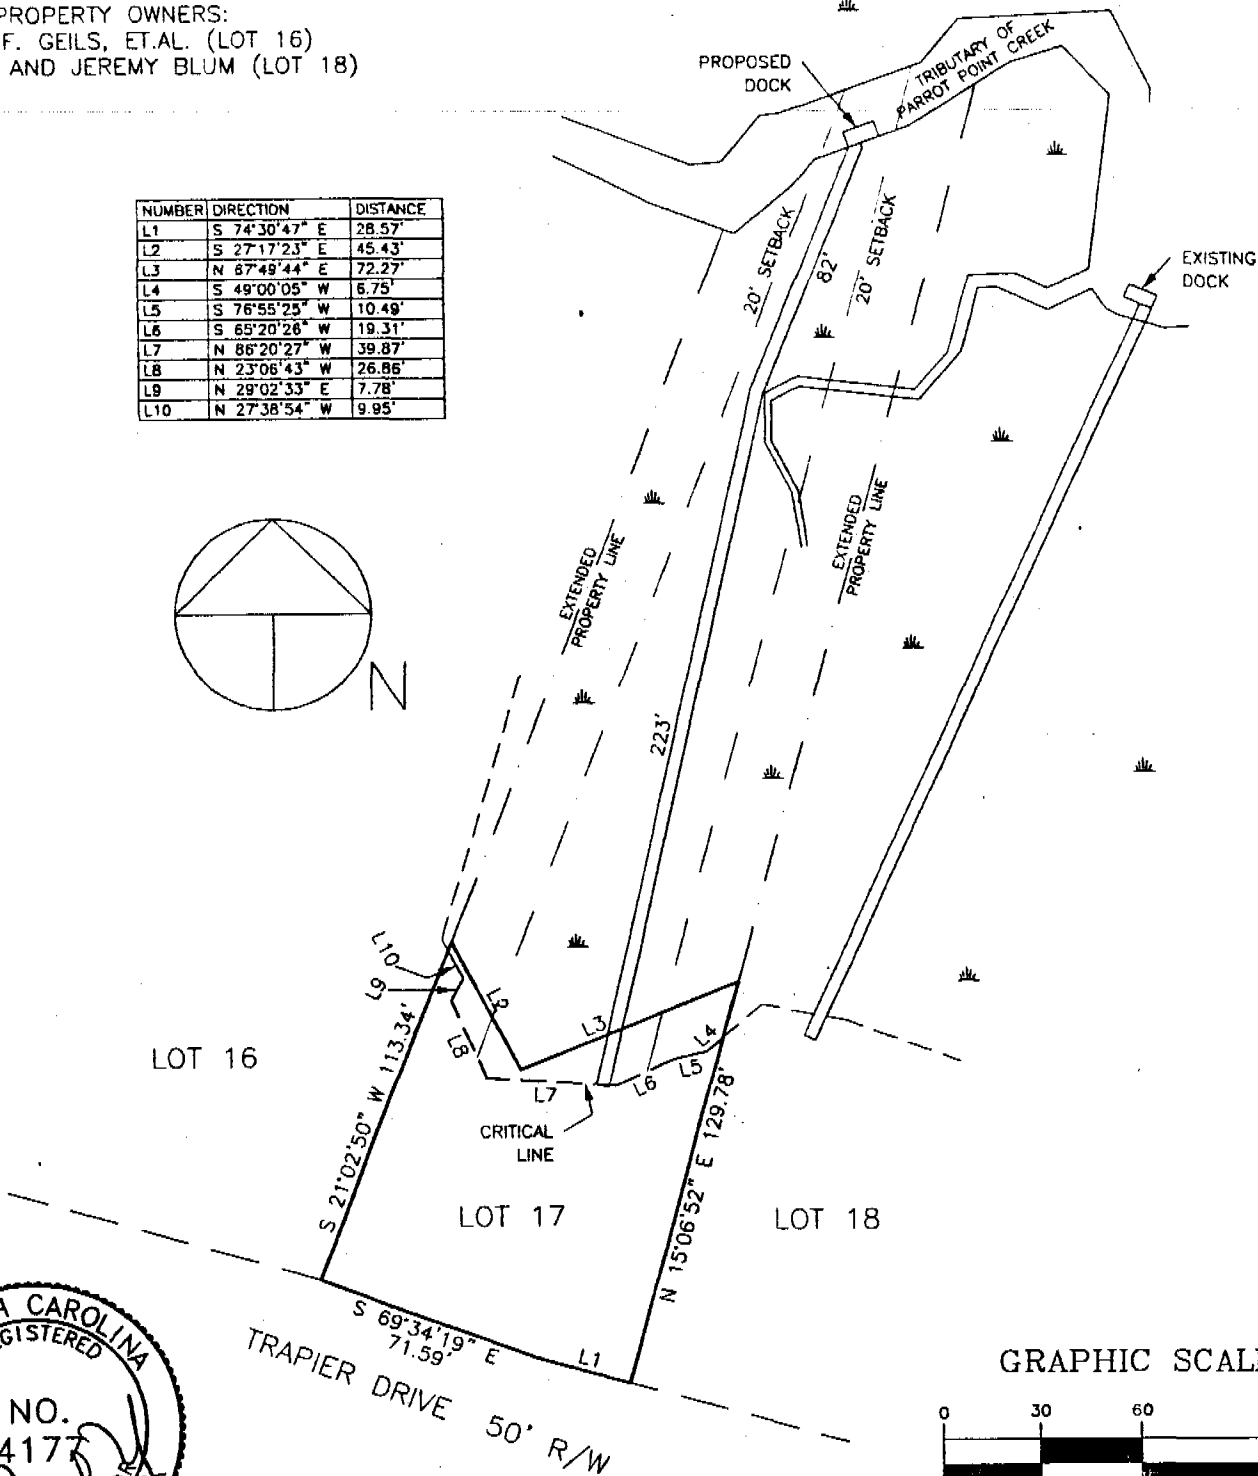 PROPERTY OWNERS:
F. GEILS, ET.AL. (LOT 16)
AND JEREMY BLUM (LOT 18)
PROPOSED
DOCK
TRIBUTARY OF
PARROT POINT CREEK
NUMBER DIRECTION DISTANCE
L1 S 74°30'47" E 28.57'
L2 S 27°17'23" E 45.43'
L3 N 67°49'44" E 72.27'
L4 S 49°00'05" W 6.75'
L5 S 76°55'25" W 10.49'
L6 S 65°20'26" W 19.31'
L7 N 86°20'27" W 39.87'
L8 N 23°06'43" W 26.86'
L9 N 29°02'33" E 7.78'
L10 N 27°38'54" W 9.95'
20' SETBACK
82'
20' SETBACK
EXISTING
DOCK
EXTENDED
PROPERTY LINE
EXTENDED
PROPERTY LINE
N
223'
L10
L9
L2
L8
L3
L4
L5
L6
L7
CRITICAL
LINE
LOT 16
S 21°02'50" W 113.34'
LOT 17
N 15°06'52" E 129.78'
LOT 18
S 69°34'19" E
71.59'
L1
TRAPIER DRIVE 50' R/W
CAROLINA
GISTERED
NO.
4177
GRAPHIC SCAL
0 30 60